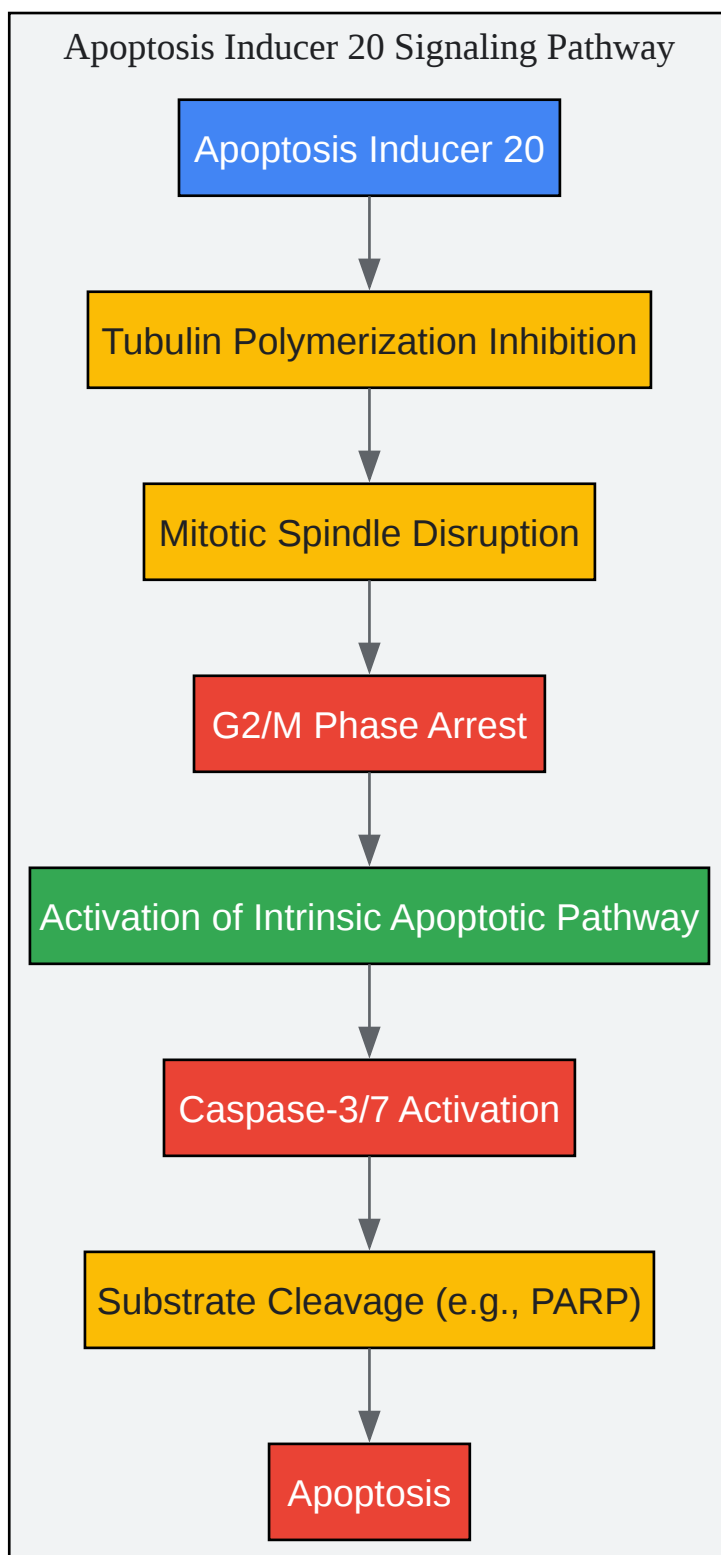 Apoptosis Inducer 20 Signaling Pathway
Apoptosis Inducer 20
Tubulin Polymerization Inhibition
Mitotic Spindle Disruption
G2/M Phase Arrest
Activation of Intrinsic Apoptotic Pathway
Caspase-3/7 Activation
Substrate Cleavage (e.g., PARP)
Apoptosis